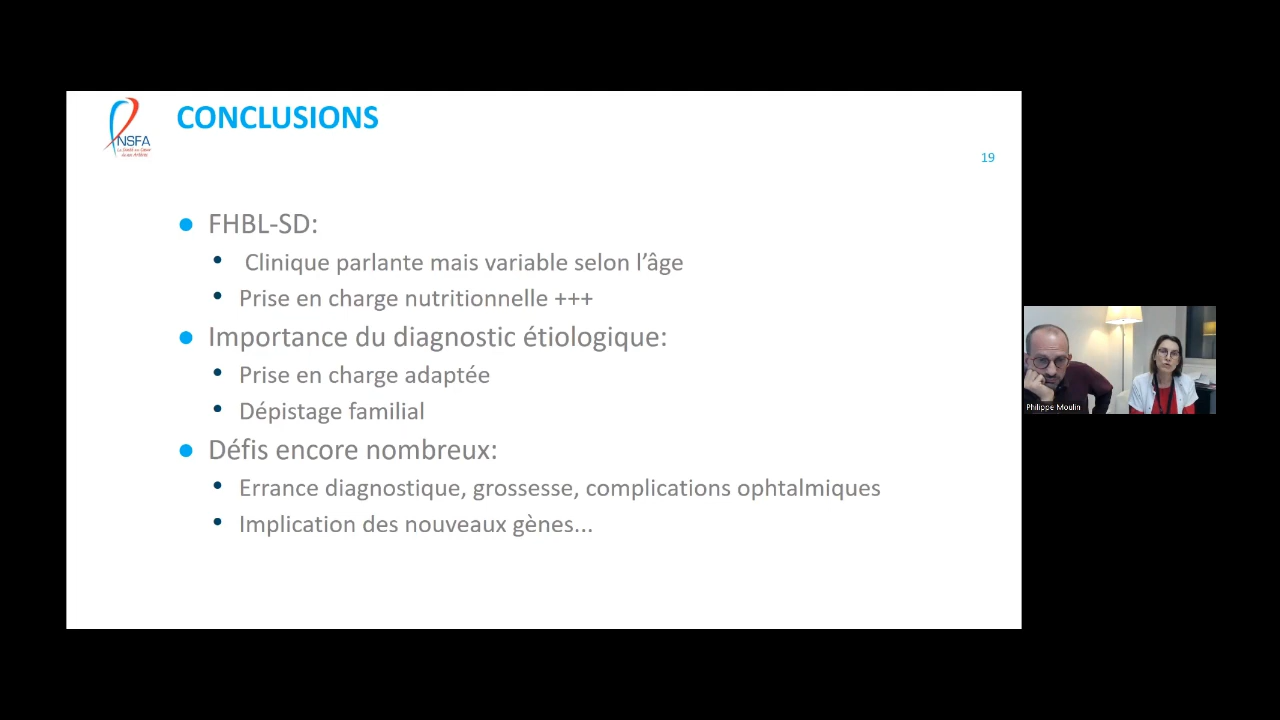 NSFA
CONCLUSIONS
19
FHBL-SD:
Clinique parlante mais variable selon l’âge
Prise en charge nutritionnelle +++
Importance du diagnostic étiologique:
Prise en charge adaptée
Dépistage familial
Défis encore nombreux:
Errance diagnostique, grossesse, complications ophtalmiques
Implication des nouveaux gènes...
Philippe Moulin